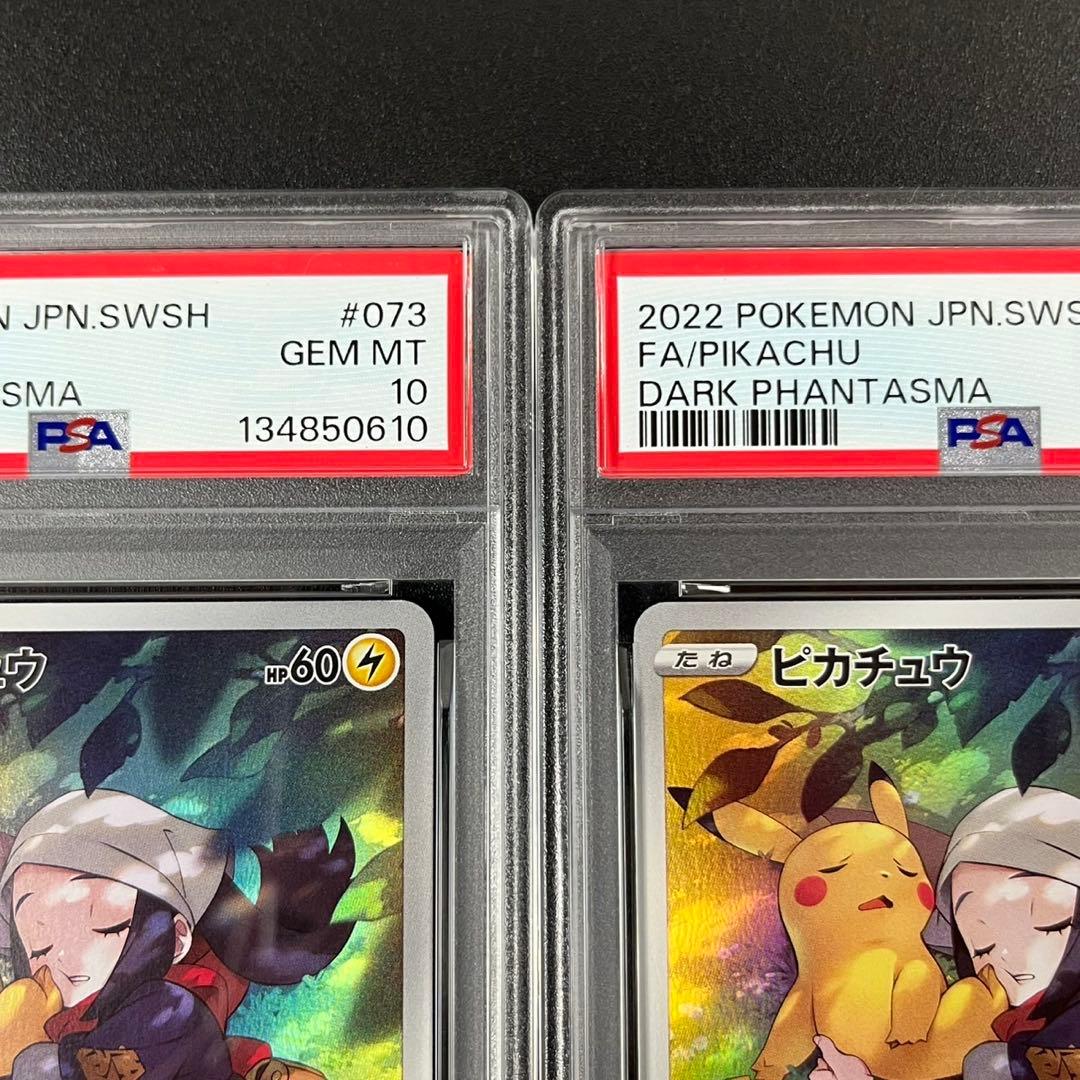 N JPN.SWSH #073
GEM MT
SMA 10
PSA 134850610
ュウ HP60
2022 POKEMON JPN.SWS
FA/PIKACHU
DARK PHANTASMA
PSA
たね ピカチュウ